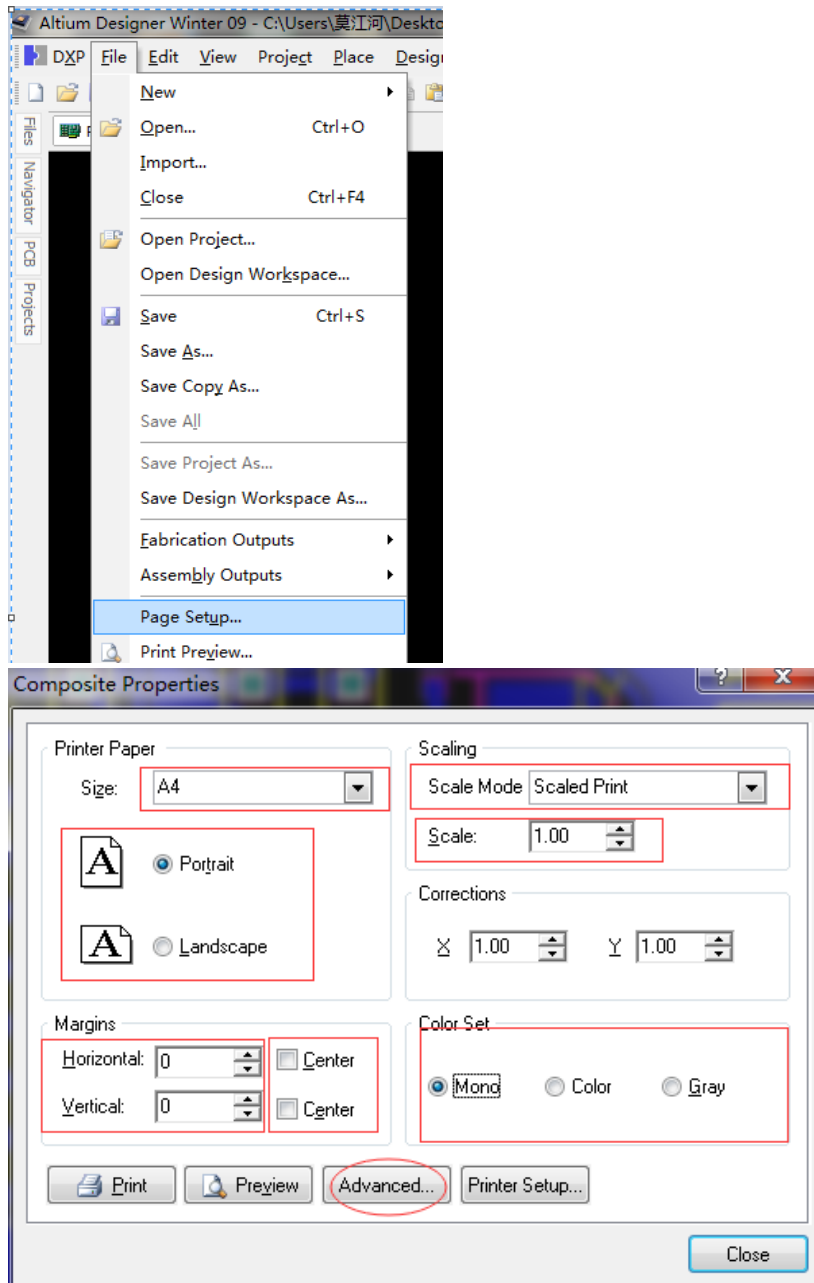 Altium Designer Winter 09 - C:\Users\莫江河\Deskto
DXP File Edit View Project Place Desig
New
Open... Ctrl+O
Import...
Close Ctrl+F4
Open Project...
Open Design Workspace...
Save Ctrl+S
Save As...
Save Copy As...
Save All
Save Project As...
Save Design Workspace As...
Fabrication Outputs
Assembly Outputs
Page Setup...
Print Preview...
Files
Navigator
PCB
Projects
Composite Properties
Printer Paper
Size: A4
A Portrait
A Landscape
Scaling
Scale Mode Scaled Print
Scale: 1.00
Corrections
X 1.00 Y 1.00
Margins
Horizontal: 0 Center
Vertical: 0 Center
Color Set
Mono Color Gray
Print Preview Advanced... Printer Setup...
Close